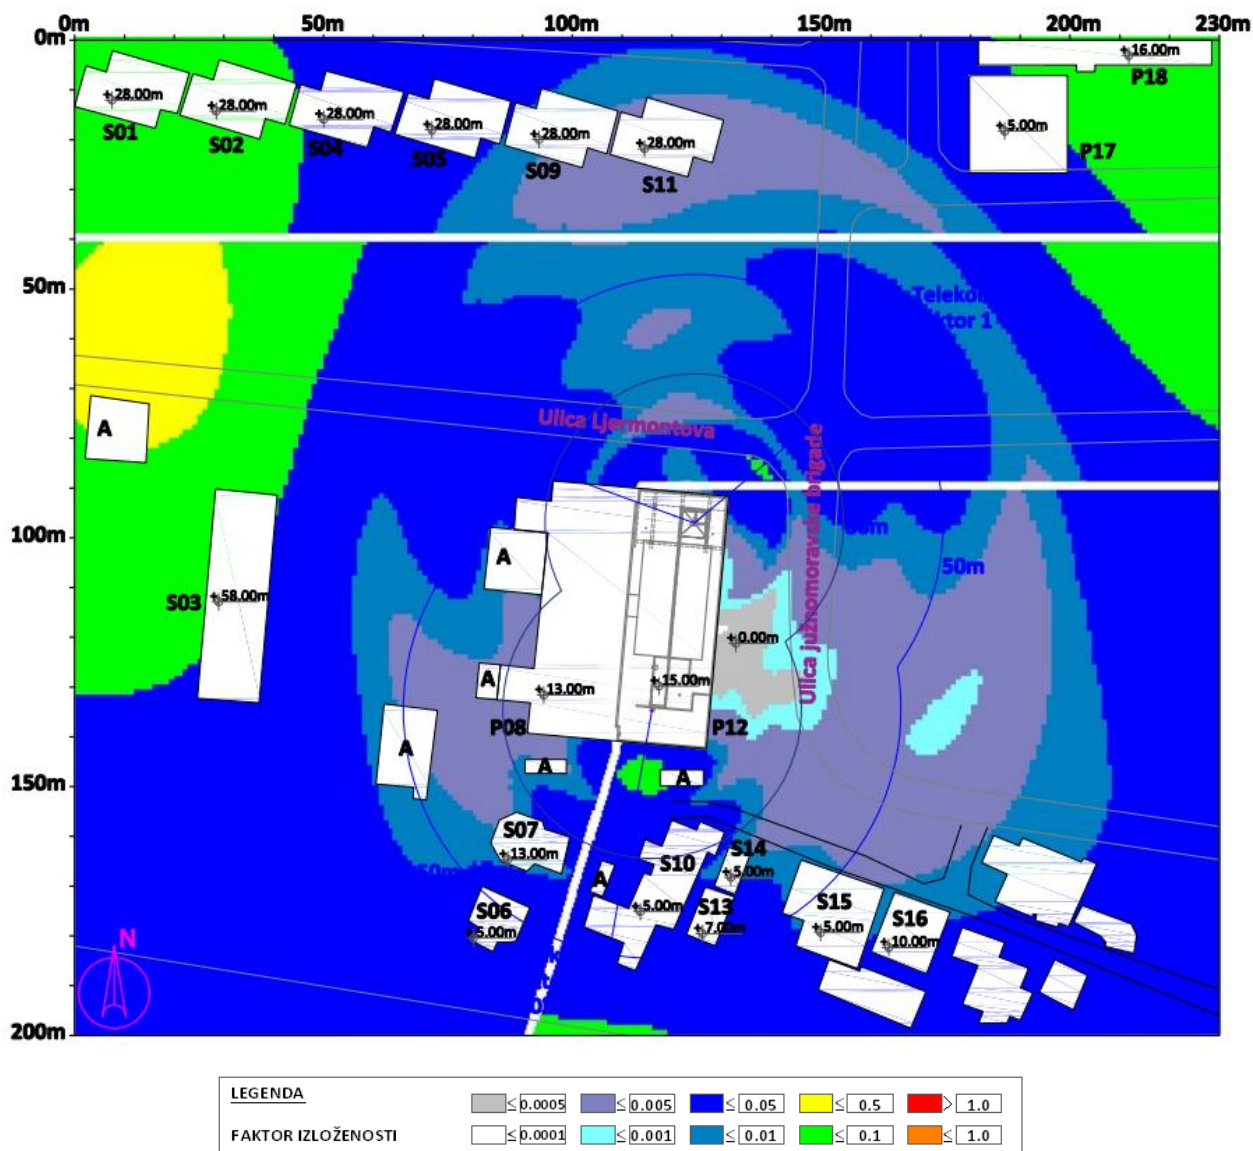 0m 50m 100m 150m 200m 230m
0m
16.00m
P18
28.00m 28.00m 28.00m 28.00m 28.00m 28.00m
5.00m
P17
S01 S02 S04 S05 S09 S11
50m
Ulica Ljermontova
A
Ulica južnomoravske brigade
100m
A
50m
S03
58.00m
0.00m
A
13.00m
15.00m
P08
P12
A
A
A
150m
S07
13.00m
S10
S14
5.00m
A
S06
5.00m
5.00m
S13
7.00m
S15
5.00m
S16
10.00m
N
200m
LEGENDA
≤ 0.0005 ≤ 0.005 ≤ 0.05 ≤ 0.5 > 1.0
FAKTOR IZLOŽENOSTI
≤ 0.0001 ≤ 0.001 ≤ 0.01 ≤ 0.1 ≤ 1.0